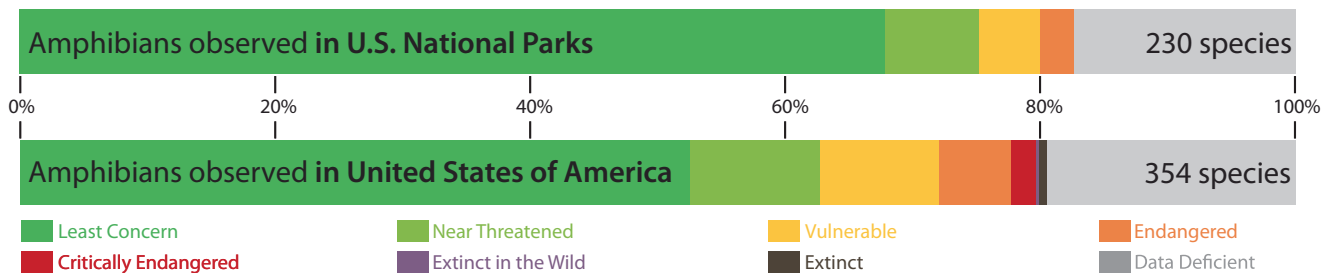 Amphibians observed in U.S. National Parks 230 species
0% 20% 40% 60% 80% 100%
Amphibians observed in United States of America 354 species
Least Concern Near Threatened Vulnerable Endangered
Critically Endangered Extinct in the Wild Extinct Data Deficient